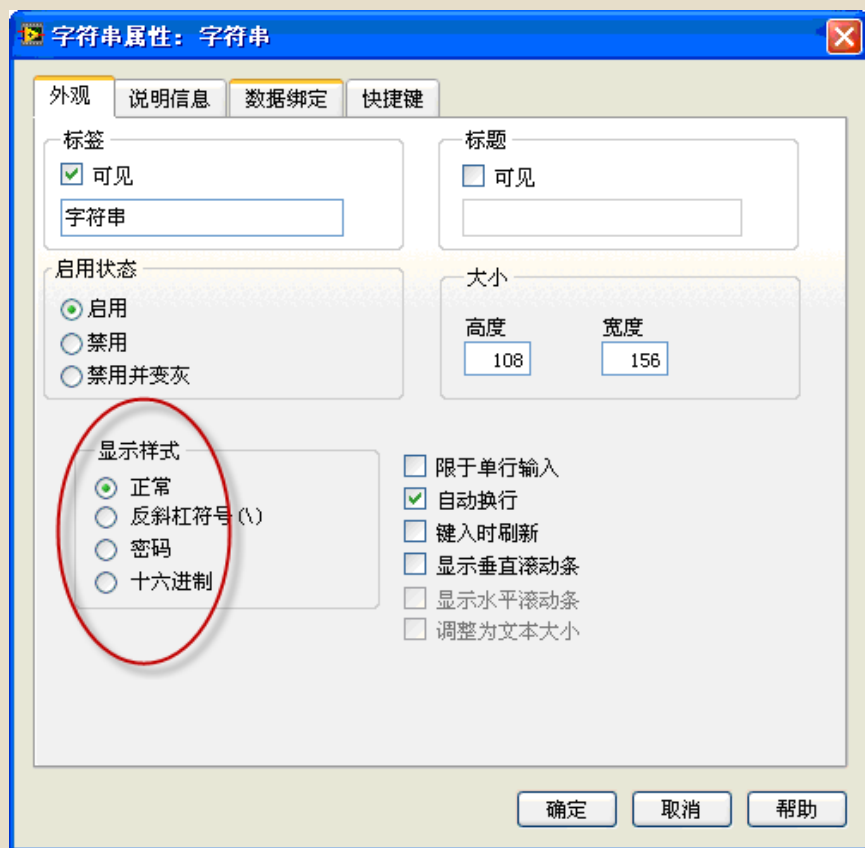 字符串属性：字符串
外观 说明信息 数据绑定 快捷键
标签
可见
字符串
标题
可见
启用状态
启用
禁用
禁用并变灰
大小
高度 宽度
108 156
显示样式
正常
反斜杠符号(\)
密码
十六进制
限于单行输入
自动换行
键入时刷新
显示垂直滚动条
显示水平滚动条
调整为文本大小
确定 取消 帮助